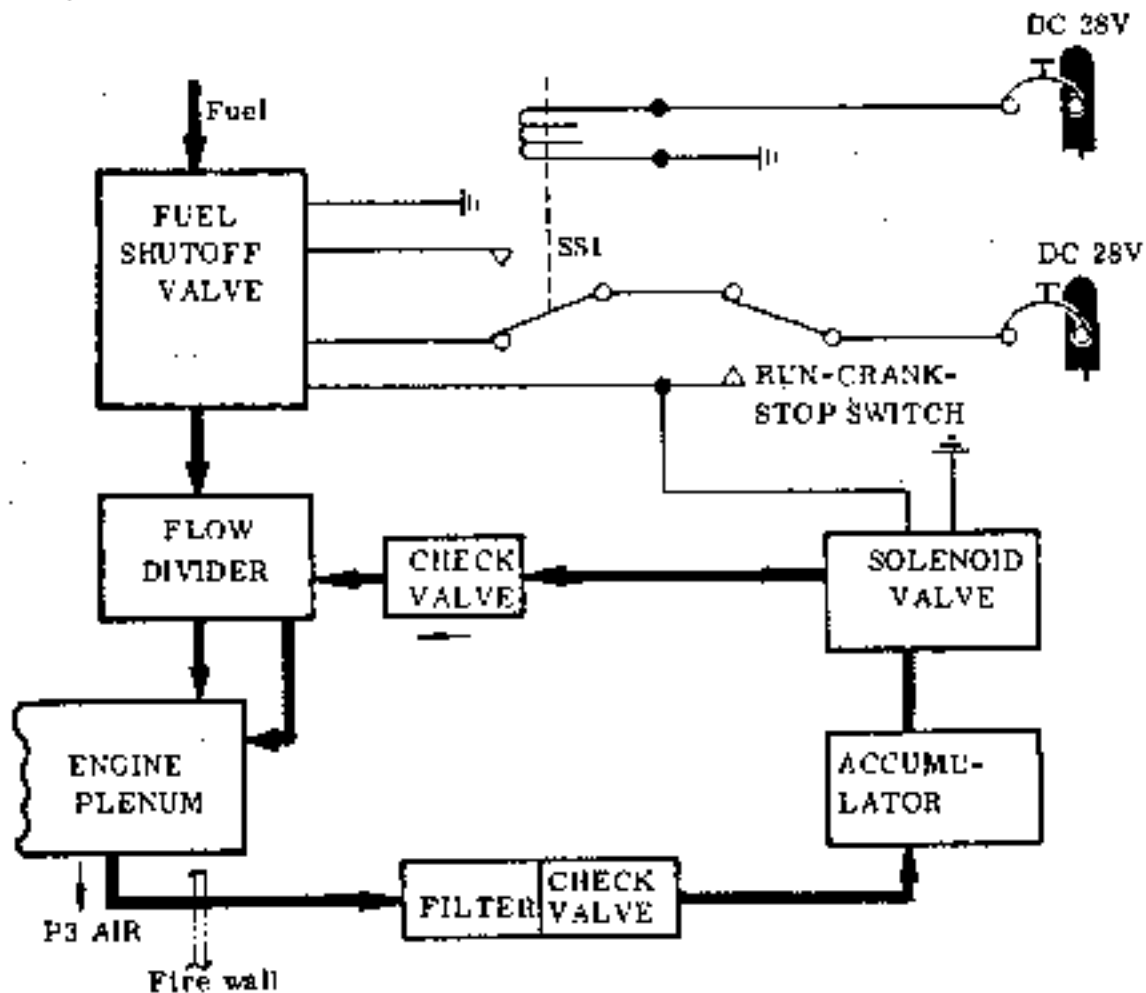 DC 28V
Fuel
FUEL
SHUTOFF
VALVE
SS1
DC 28V
RUN-CRANK-
STOP SWITCH
FLOW
DIVIDER
CHECK
VALVE
SOLENOID
VALVE
ENGINE
PLENUM
ACCUMU-
LATOR
FILTER
CHECK
VALVE
P3 AIR
Fire wall